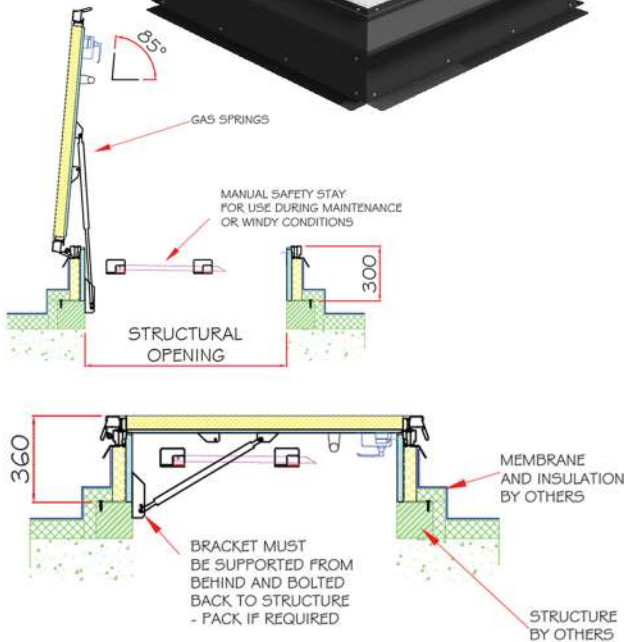 85°
GAS SPRINGS
MANUAL SAFETY STAY
FOR USE DURING MAINTENANCE
OR WINDY CONDITIONS
300
STRUCTURAL
OPENING
360
MEMBRANE
AND INSULATION
BY OTHERS
BRACKET MUST
BE SUPPORTED FROM
BEHIND AND BOLTED
BACK TO STRUCTURE
- PACK IF REQUIRED
STRUCTURE
BY OTHERS